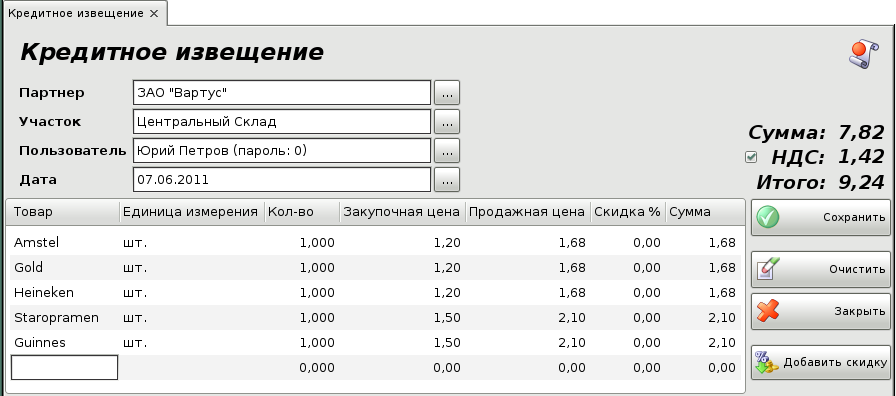 Кредитное извещение
Кредитное извещение
Партнер ЗАО "Вартус" ...
Участок Центральный Склад ...
Пользователь Юрий Петров (пароль: 0) ...
Дата 07.06.2011 ...
Сумма: 7,82
НДС: 1,42
Итого: 9,24
Товар Единица измерения Кол-во Закупочная цена Продажная цена Скидка % Сумма
Amstel шт. 1,000 1,20 1,68 0,00 1,68
Gold шт. 1,000 1,20 1,68 0,00 1,68
Heineken шт. 1,000 1,20 1,68 0,00 1,68
Staropramen шт. 1,000 1,50 2,10 0,00 2,10
Guinnes шт. 1,000 1,50 2,10 0,00 2,10
0,000 0,00 0,00 0,00 0,00
Сохранить
Очистить
Закрыть
Добавить скидку